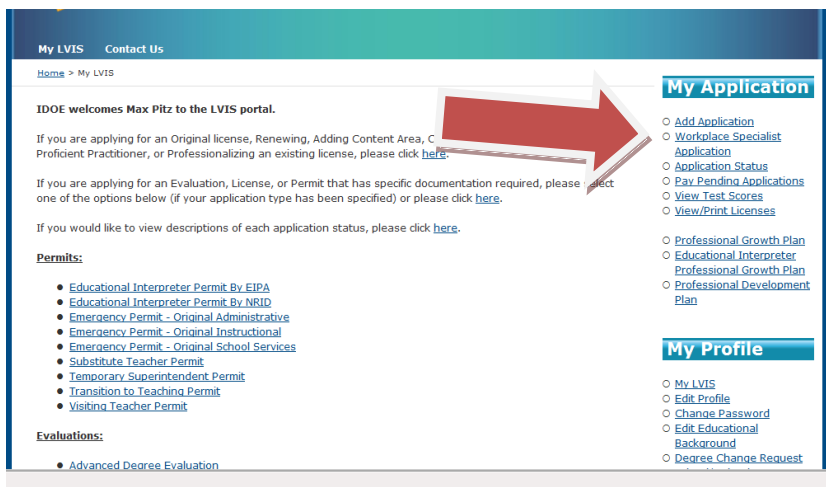 My LVIS Contact Us
Home > My LVIS
IDOE welcomes Max Pitz to the LVIS portal.
If you are applying for an Original license, Renewing, Adding Content Area, C
Proficient Practitioner, or Professionalizing an existing license, please click here.
If you are applying for an Evaluation, License, or Permit that has specific documentation required, please select
one of the options below (if your application type has been specified) or please click here.
If you would like to view descriptions of each application status, please click here.
Permits:
Educational Interpreter Permit By EIPA
Educational Interpreter Permit By NRID
Emergency Permit - Original Administrative
Emergency Permit - Original Instructional
Emergency Permit - Original School Services
Substitute Teacher Permit
Temporary Superintendent Permit
Transition to Teaching Permit
Visiting Teacher Permit
Evaluations:
Advanced Degree Evaluation
My Application
Add Application
Workplace Specialist
Application
Application Status
Pay Pending Applications
View Test Scores
View/Print Licenses
Professional Growth Plan
Educational Interpreter
Professional Growth Plan
Professional Development
Plan
My Profile
My LVIS
Edit Profile
Change Password
Edit Educational
Background
Degree Change Request